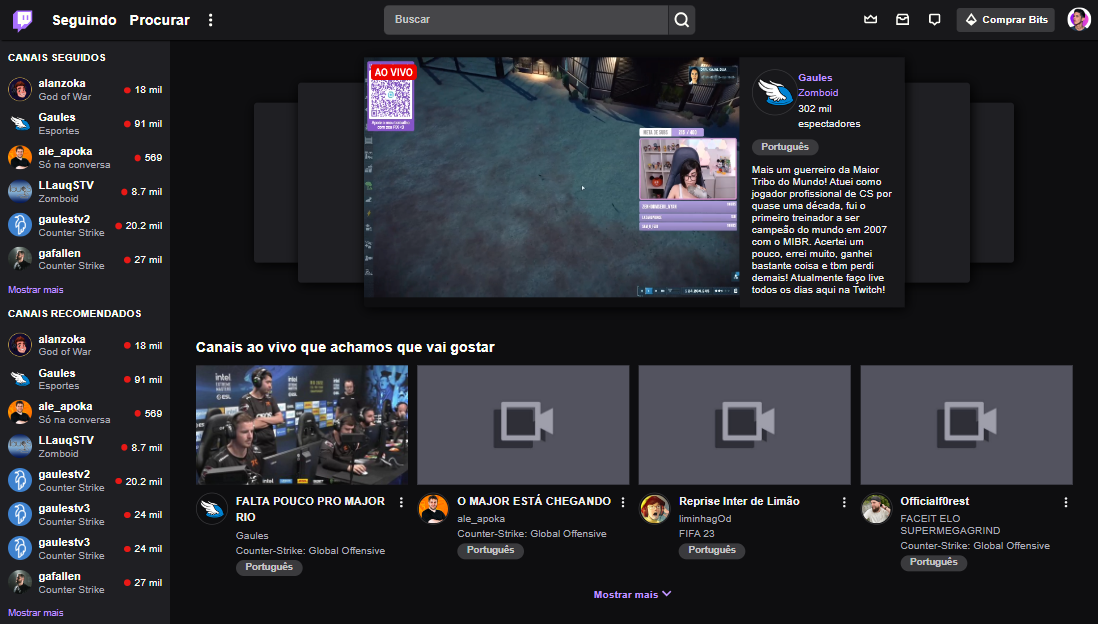 Seguindo Procurar
Buscar
Comprar Bits
CANAIS SEGUIDOS
alanzoka
God of War
18 mil
Gaules
Esportes
91 mil
ale_apoka
Só na conversa
569
LLauqSTV
Zomboid
8.7 mil
gaulestv2
Counter Strike
20.2 mil
gafallen
Counter Strike
27 mil
Mostrar mais
CANAIS RECOMENDADOS
alanzoka
God of War
18 mil
Gaules
Esportes
91 mil
ale_apoka
Só na conversa
569
LLauqSTV
Zomboid
8.7 mil
gaulestv2
Counter Strike
20.2 mil
gaulestv3
Counter Strike
24 mil
gaulestv3
Counter Strike
24 mil
gafallen
Counter Strike
27 mil
Mostrar mais
AO VIVO
Gaules
Zomboid
302 mil
espectadores
Português
Mais um guerreiro da Maior
Tribo do Mundo! Atuei como
jogador profissional de CS por
quase uma década, fui o
primeiro treinador a ser
campeão do mundo em 2007
com o MIBR. Acertei um
pouco, errei muito, ganhei
bastante coisa e tbm perdi
demais! Atualmente faço live
todos os dias aqui na Twitch!
Canais ao vivo que achamos que vai gostar
intel
intel
ESL
FALTA POUCO PRO MAJOR
RIO
Gaules
Counter-Strike: Global Offensive
Português
O MAJOR ESTÁ CHEGANDO
ale_apoka
Counter-Strike: Global Offensive
Português
Reprise Inter de Limão
liminhagOd
FIFA 23
Português
Officialf0rest
FACEIT ELO
SUPERMEGAGRIND
Counter-Strike: Global Offensive
Português
Mostrar mais